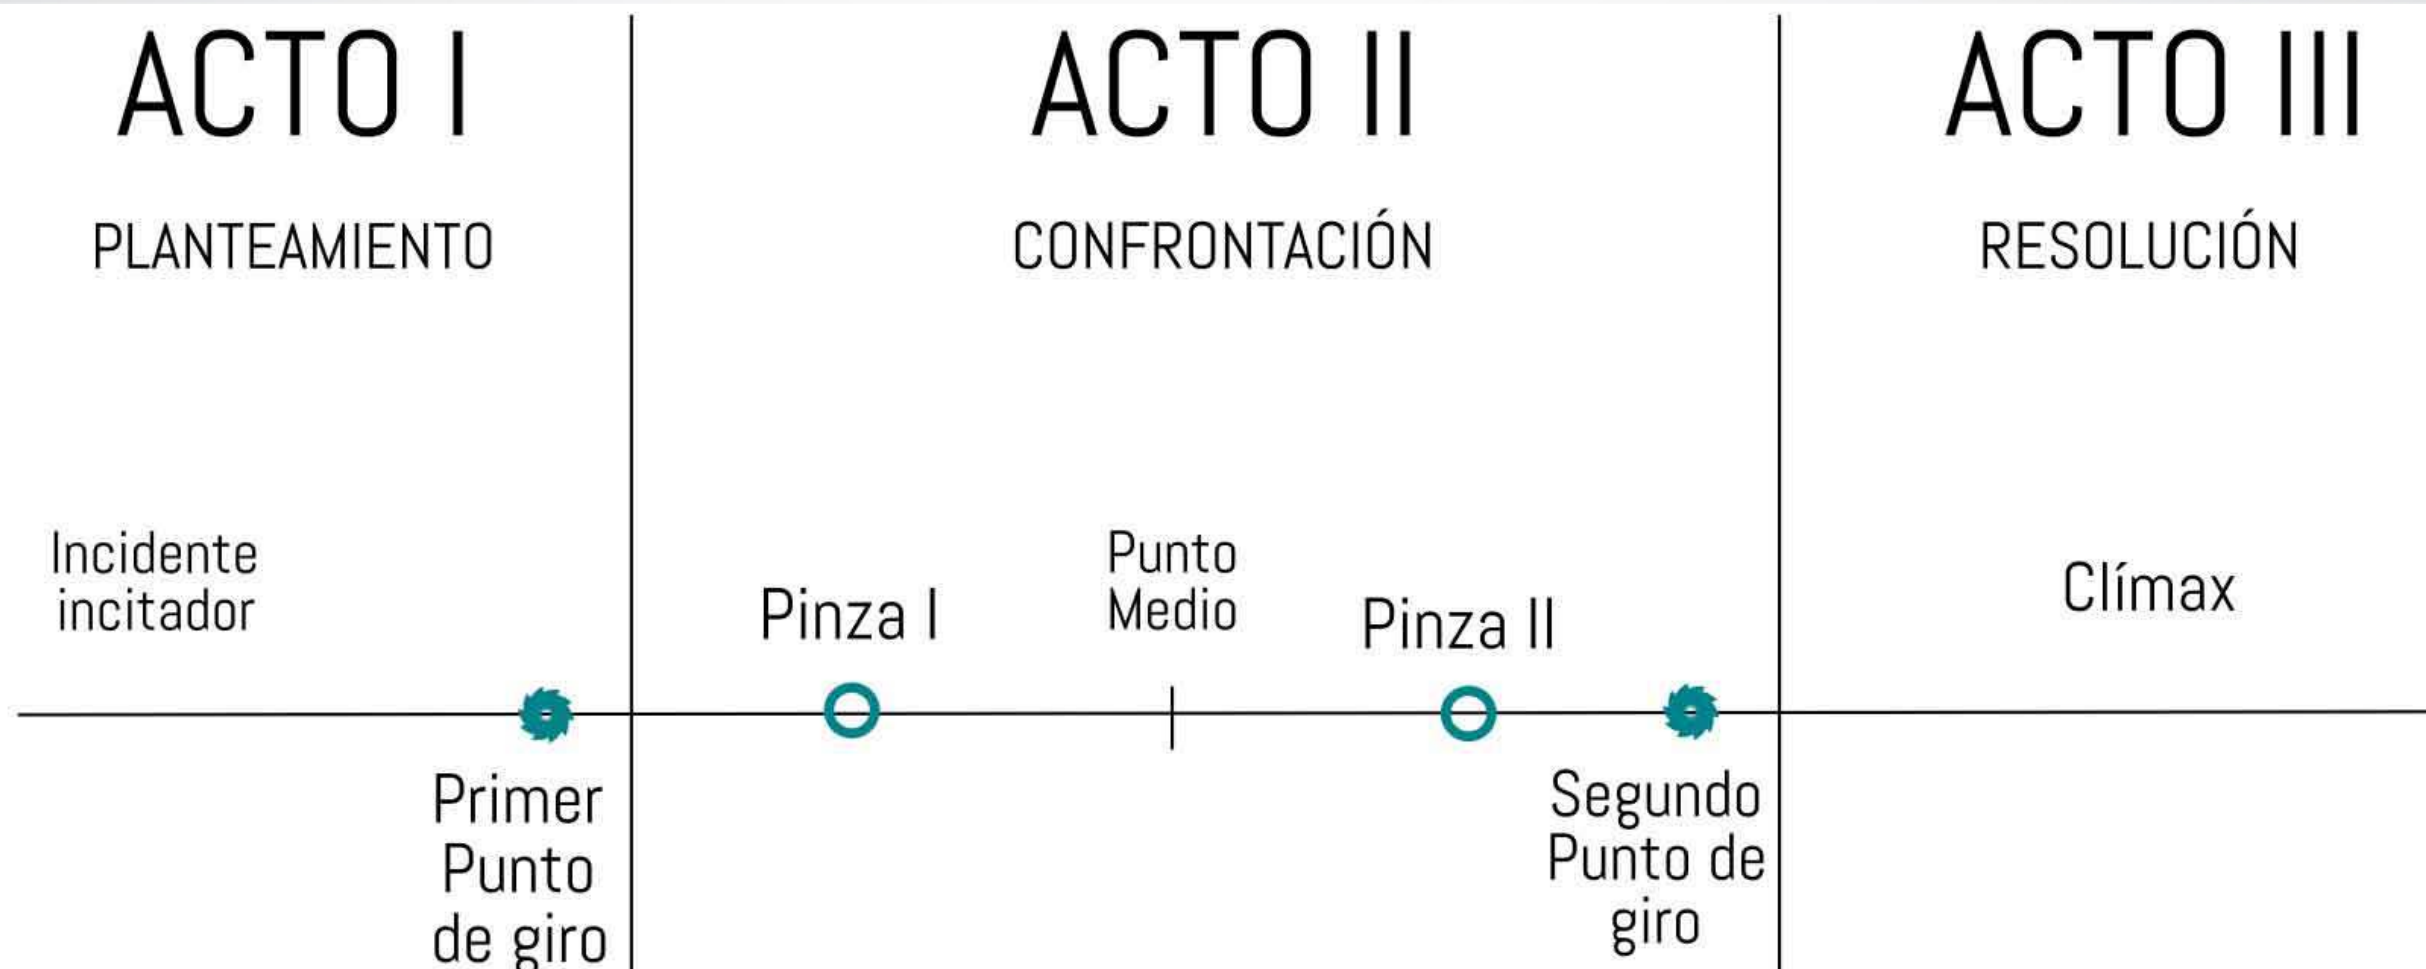 ACTO I
PLANTEAMIENTO
Incidente
incitador
Primer
Punto
de giro
ACTO II
CONFRONTACIÓN
Pinza I
Punto
Medio
Pinza II
Segundo
Punto de
giro
ACTO III
RESOLUCIÓN
Clímax